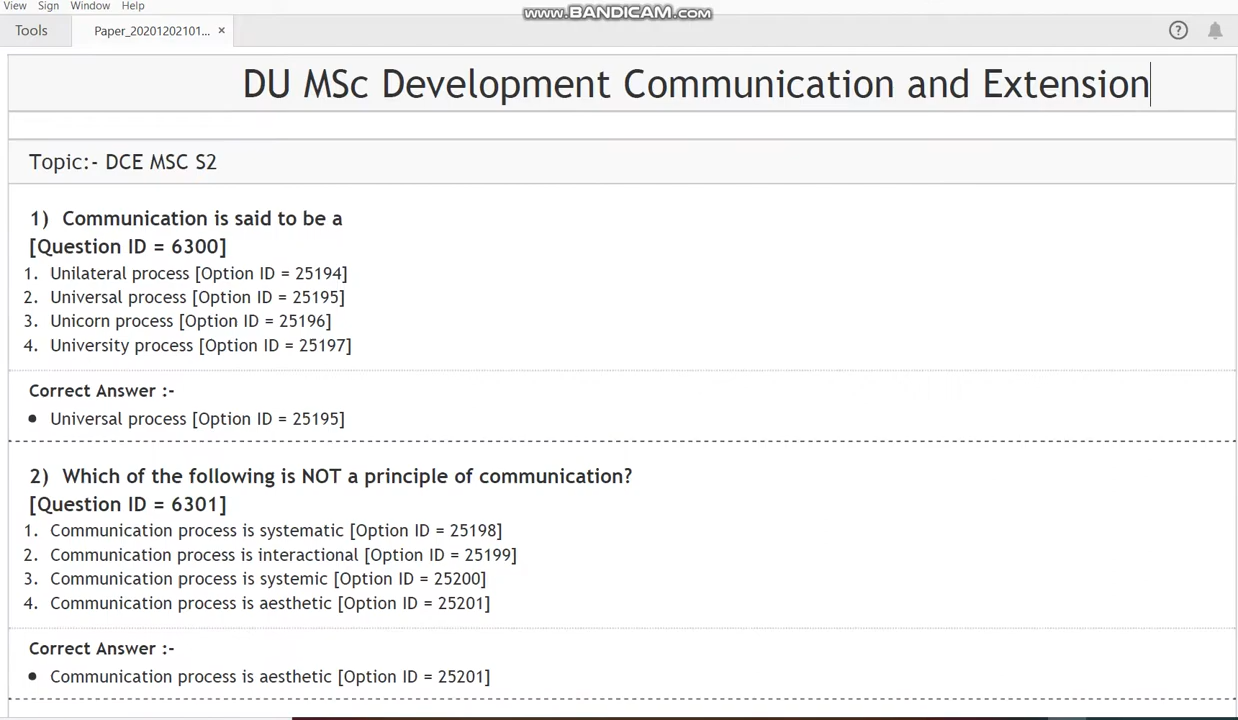 View Sign Window Help
www.BANDICAM.com
Tools Paper_20201202101... × ?
DU MSc Development Communication and Extension
Topic:- DCE MSC S2
1) Communication is said to be a
[Question ID = 6300]
1. Unilateral process [Option ID = 25194]
2. Universal process [Option ID = 25195]
3. Unicorn process [Option ID = 25196]
4. University process [Option ID = 25197]
Correct Answer :-
• Universal process [Option ID = 25195]
2) Which of the following is NOT a principle of communication?
[Question ID = 6301]
1. Communication process is systematic [Option ID = 25198]
2. Communication process is interactional [Option ID = 25199]
3. Communication process is systemic [Option ID = 25200]
4. Communication process is aesthetic [Option ID = 25201]
Correct Answer :-
• Communication process is aesthetic [Option ID = 25201]